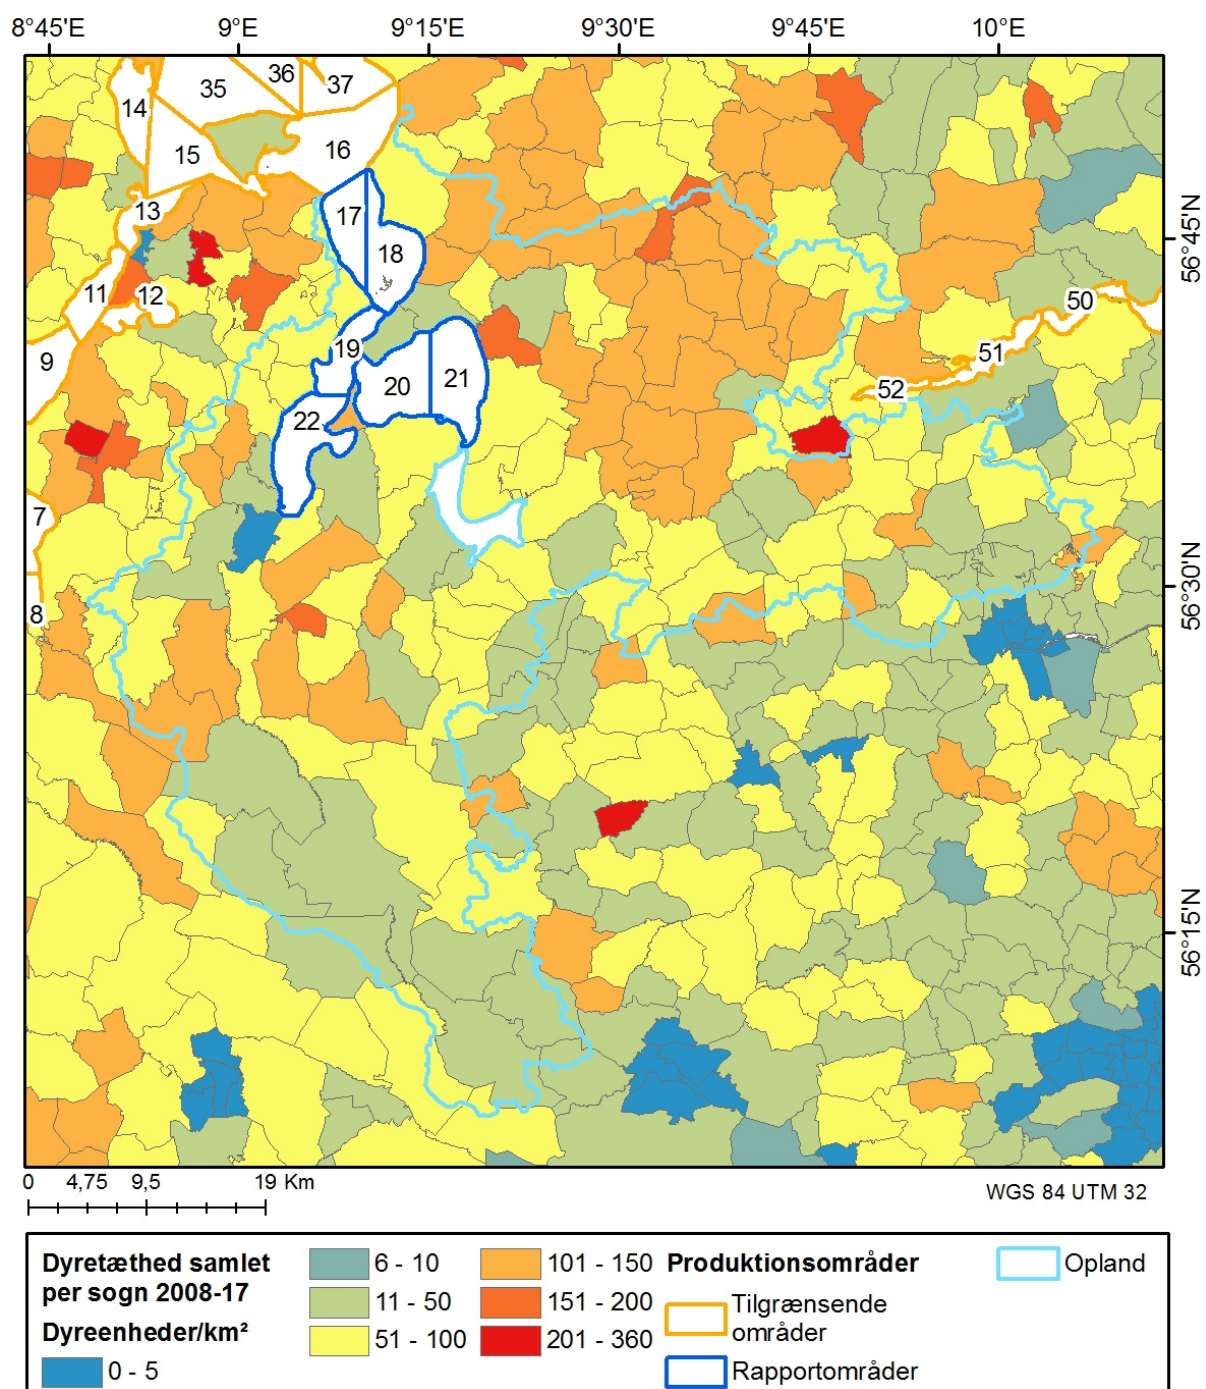 8°45'E 9°E 9°15'E 9°30'E 9°45'E 10°E
36
35 37
14
15 16
13 17
18
56°45'N
11 12
50
9 19 51
20 21
52
22
7
56°30'N
8
56°15'N
0 4,75 9,5 19 Km
WGS 84 UTM 32
Dyretæthed samlet
per sogn 2008-17
Dyreenheder/km²
0 - 5
6 - 10
11 - 50
51 - 100
101 - 150
151 - 200
201 - 360
Produktionsområder
Tilgrænsende
områder
Rapportområder
Opland